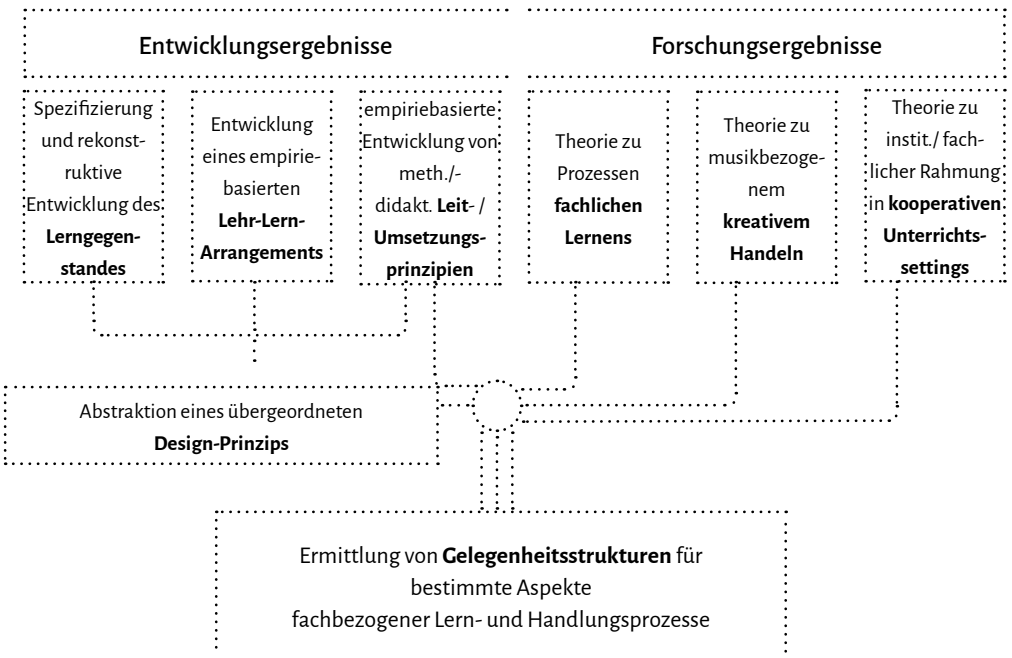 Entwicklungsergebnisse
Forschungsergebnisse
Spezifizierung
und rekonst-
ruktive
Entwicklung des
Lerngegen-
standes
Entwicklung
eines empirie-
basierten
Lehr-Lern-
Arrangements
empiriebasierte
Entwicklung von
meth./-
didakt. Leit- /
Umsetzungs-
prinzipien
Theorie zu
Prozessen
fachlichen
Lernens
Theorie zu
musikbezoge-
nem
kreativem
Handeln
Theorie zu
instit./ fach-
licher Rahmung
in kooperativen
Unterrichts-
settings
Abstraktion eines übergeordneten
Design-Prinzips
Ermittlung von Gelegenheitsstrukturen für
bestimmte Aspekte
fachbezogener Lern- und Handlungsprozesse